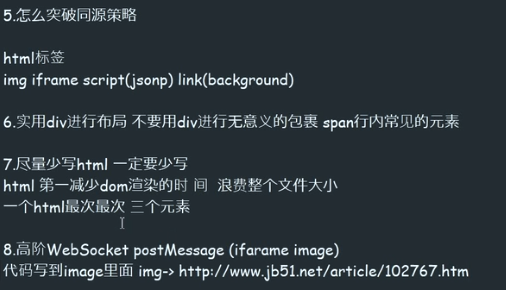 5.怎么突破同源策略
html标签
img iframe script(jsonp) link(background)
6.实用div进行布局 不要用div进行无意义的包裹 span行内常见的元素
7.尽量少写html 一定要少写
html 第一减少dom渲染的时 间 浪费整个文件大小
一个html最次最次 三个元素
8.高阶WebSocket postMessage (ifarame image)
代码写到image里面 img-> http://www.jb51.net/article/102767.htm